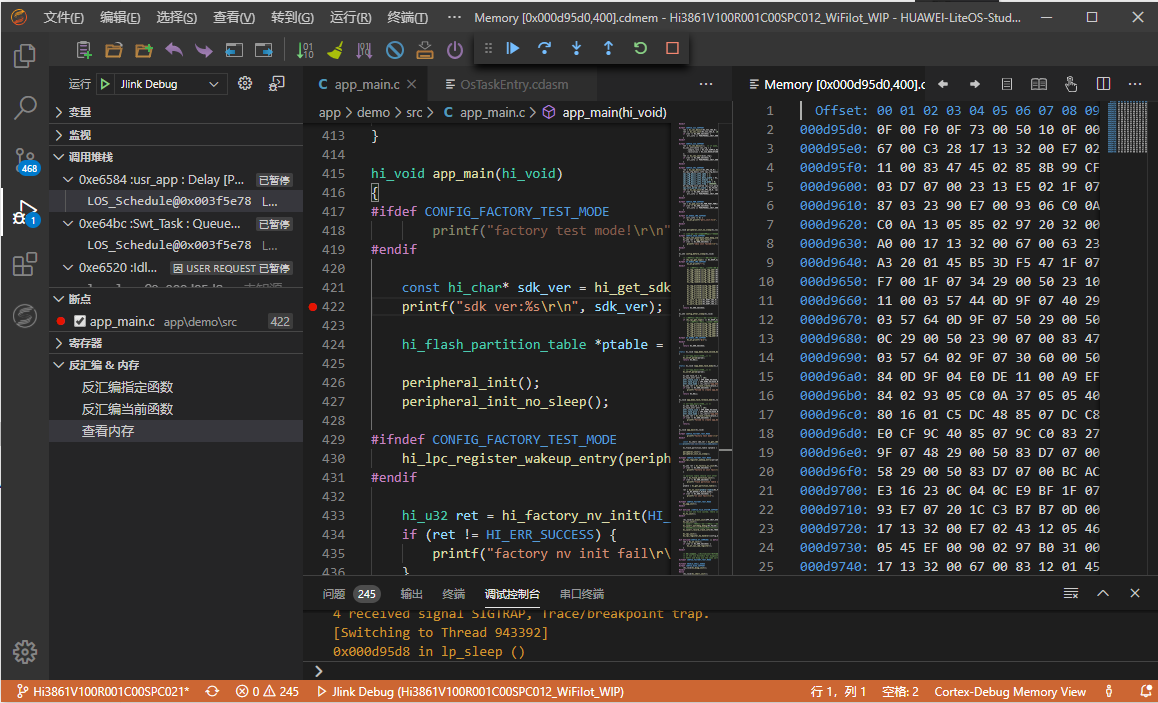 文件(F) 编辑(E) 选择(S) 查看(V) 转到(G) 运行(R) 终端(T) ··· Memory [0x000d95d0,400].cdmem - Hi3861V100R001C00SPC012_WiFilot_WIP - HUAWEI-LiteOS-Stud...
运行 Jlink Debug
变量
监视
调用堆栈
0xe6584 :usr_app : Delay [P... 已暂停
LOS_Schedule@0x003f5e78 L...
0xe64bc :Swt_Task : Queue... 已暂停
LOS_Schedule@0x003f5e78 L...
0xe6520 :Idl... 因 USER REQUEST 已暂停
断点
app_main.c app\demo\src 422
寄存器
反汇编 & 内存
反汇编指定函数
反汇编当前函数
查看内存
468
1
C app_main.c OsTaskEntry.cdasm ···
app > demo > src > C app_main.c > app_main(hi_void)
413 }
414
415 hi_void app_main(hi_void)
416 {
417 #ifdef CONFIG_FACTORY_TEST_MODE
418 printf("factory test mode!\r\n"
419 #endif
420
421 const hi_char* sdk_ver = hi_get_sdk
422 printf("sdk ver:%s\r\n", sdk_ver);
423
424 hi_flash_partition_table *ptable =
425
426 peripheral_init();
427 peripheral_init_no_sleep();
428
429 #ifndef CONFIG_FACTORY_TEST_MODE
430 hi_lpc_register_wakeup_entry(periph
431 #endif
432
433 hi_u32 ret = hi_factory_nv_init(HI_
434 if (ret != HI_ERR_SUCCESS) {
435 printf("factory nv init fail\r\
436 }
Memory [0x000d95d0,400].c ···
1 Offset: 00 01 02 03 04 05 06 07 08 09
2 000d95d0: 0F 00 F0 0F 73 00 50 10 0F 00
3 000d95e0: 67 00 C3 28 17 13 32 00 E7 02
4 000d95f0: 11 00 83 47 45 02 85 8B 99 CF
5 000d9600: 03 D7 07 00 23 13 E5 02 1F 07
6 000d9610: 87 03 23 90 E7 00 93 06 C0 0A
7 000d9620: C0 0A 13 05 85 02 97 20 32 00
8 000d9630: A0 00 17 13 32 00 67 00 63 23
9 000d9640: A3 20 01 45 B5 3D F5 47 1F 07
10 000d9650: F7 00 1F 07 34 29 00 50 23 10
11 000d9660: 11 00 03 57 44 0D 9F 07 40 29
12 000d9670: 03 57 64 0D 9F 07 50 29 00 50
13 000d9680: 0C 29 00 50 23 90 07 00 83 47
14 000d9690: 03 57 64 02 9F 07 30 60 00 50
15 000d96a0: 84 0D 9F 04 E0 DE 11 00 A9 EF
16 000d96b0: 84 02 93 05 C0 0A 37 05 05 40
17 000d96c0: 80 16 01 C5 DC 48 85 07 DC C8
18 000d96d0: E0 CF 9C 40 85 07 9C C0 83 27
19 000d96e0: 9F 07 48 29 00 50 83 D7 07 00
20 000d96f0: 58 29 00 50 83 D7 07 00 BC AC
21 000d9700: E3 16 23 0C 04 0C E9 BF 1F 07
22 000d9710: 93 E7 07 20 1C C3 B7 B7 0D 00
23 000d9720: 17 13 32 00 E7 02 43 12 05 46
24 000d9730: 05 45 EF 00 90 02 97 B0 31 00
25 000d9740: 17 13 32 00 67 00 83 12 01 45
问题 245 输出 终端 调试控制台 串口终端
4 received signal SIGTRAP, Trace/breakpoint trap.
[Switching to Thread 943392]
0x000d95d8 in lp_sleep ()
>
Hi3861V100R001C00SPC021* 0 245 Jlink Debug (Hi3861V100R001C00SPC012_WiFilot_WIP) 行 1，列 1 空格: 2 Cortex-Debug Memory View